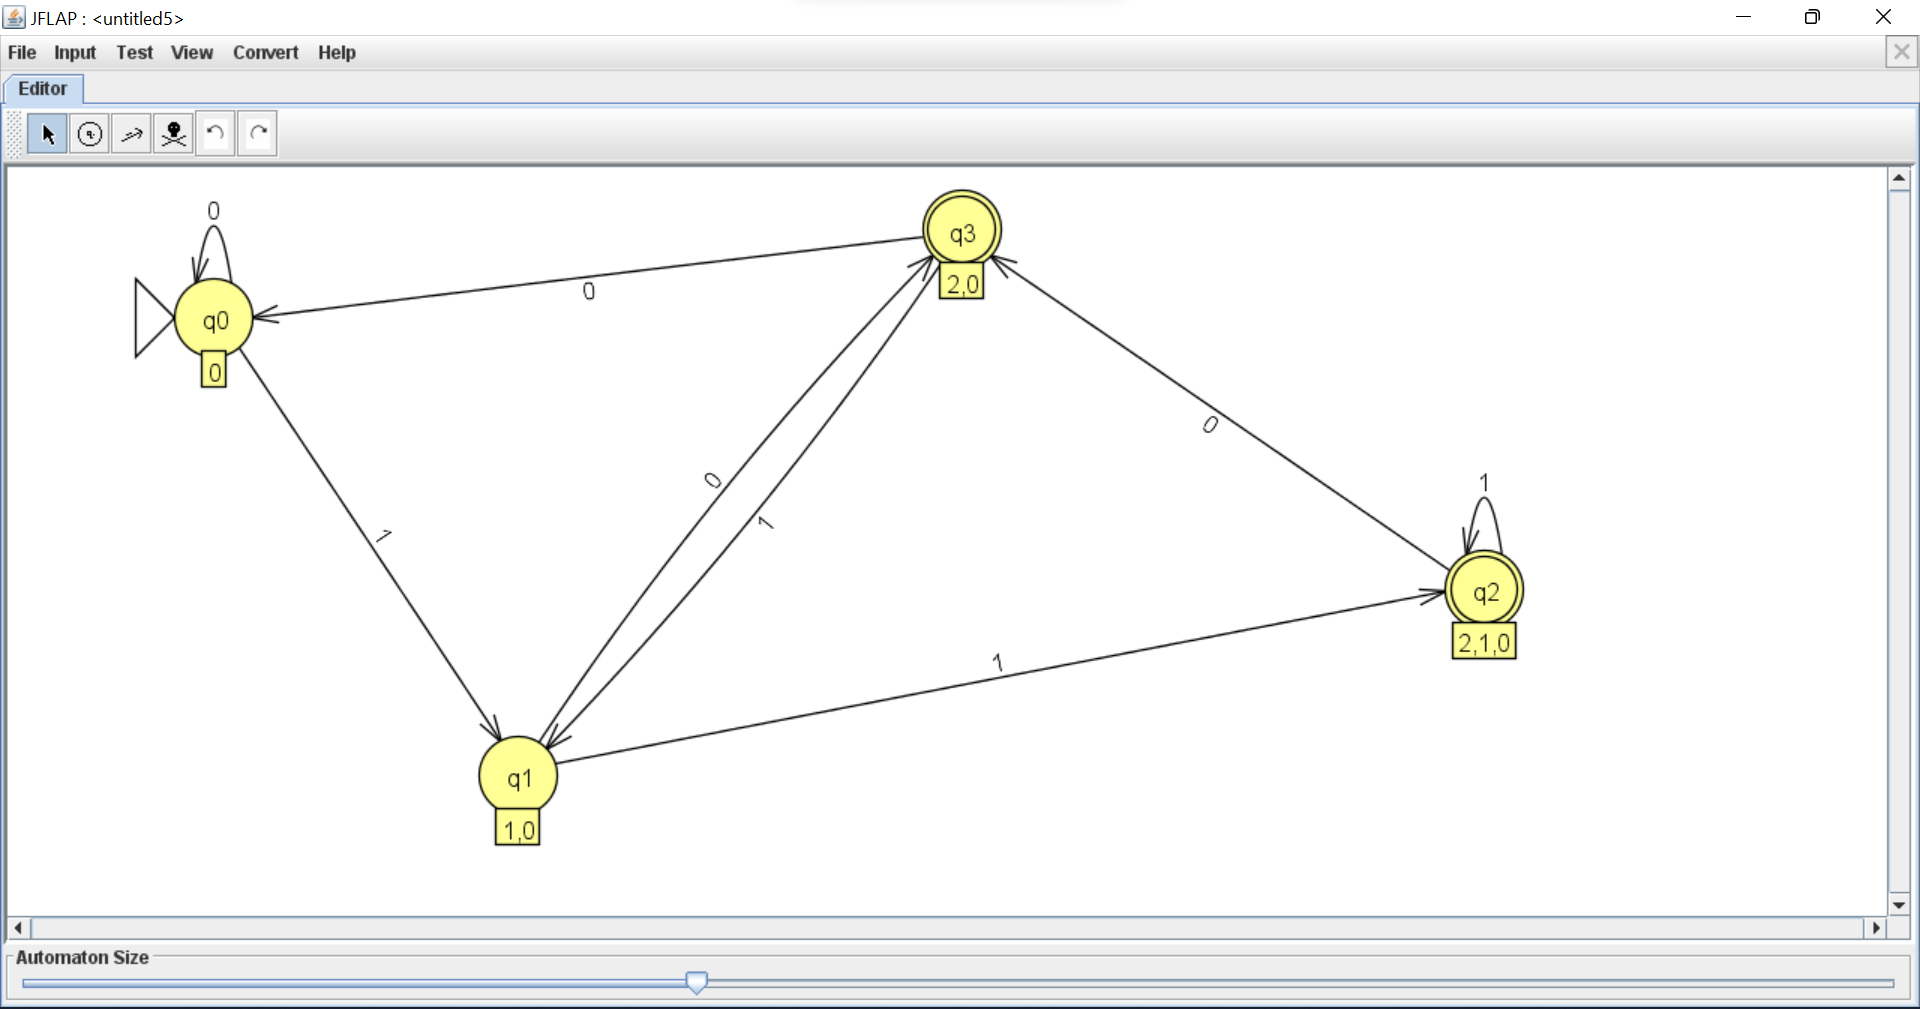 JFLAP : <untitled5>
File Input Test View Convert Help
Editor
0
q3
2,0
0
q0
0
0
0
1
1
1
1
q2
2,1,0
1
q1
1,0
Automaton Size